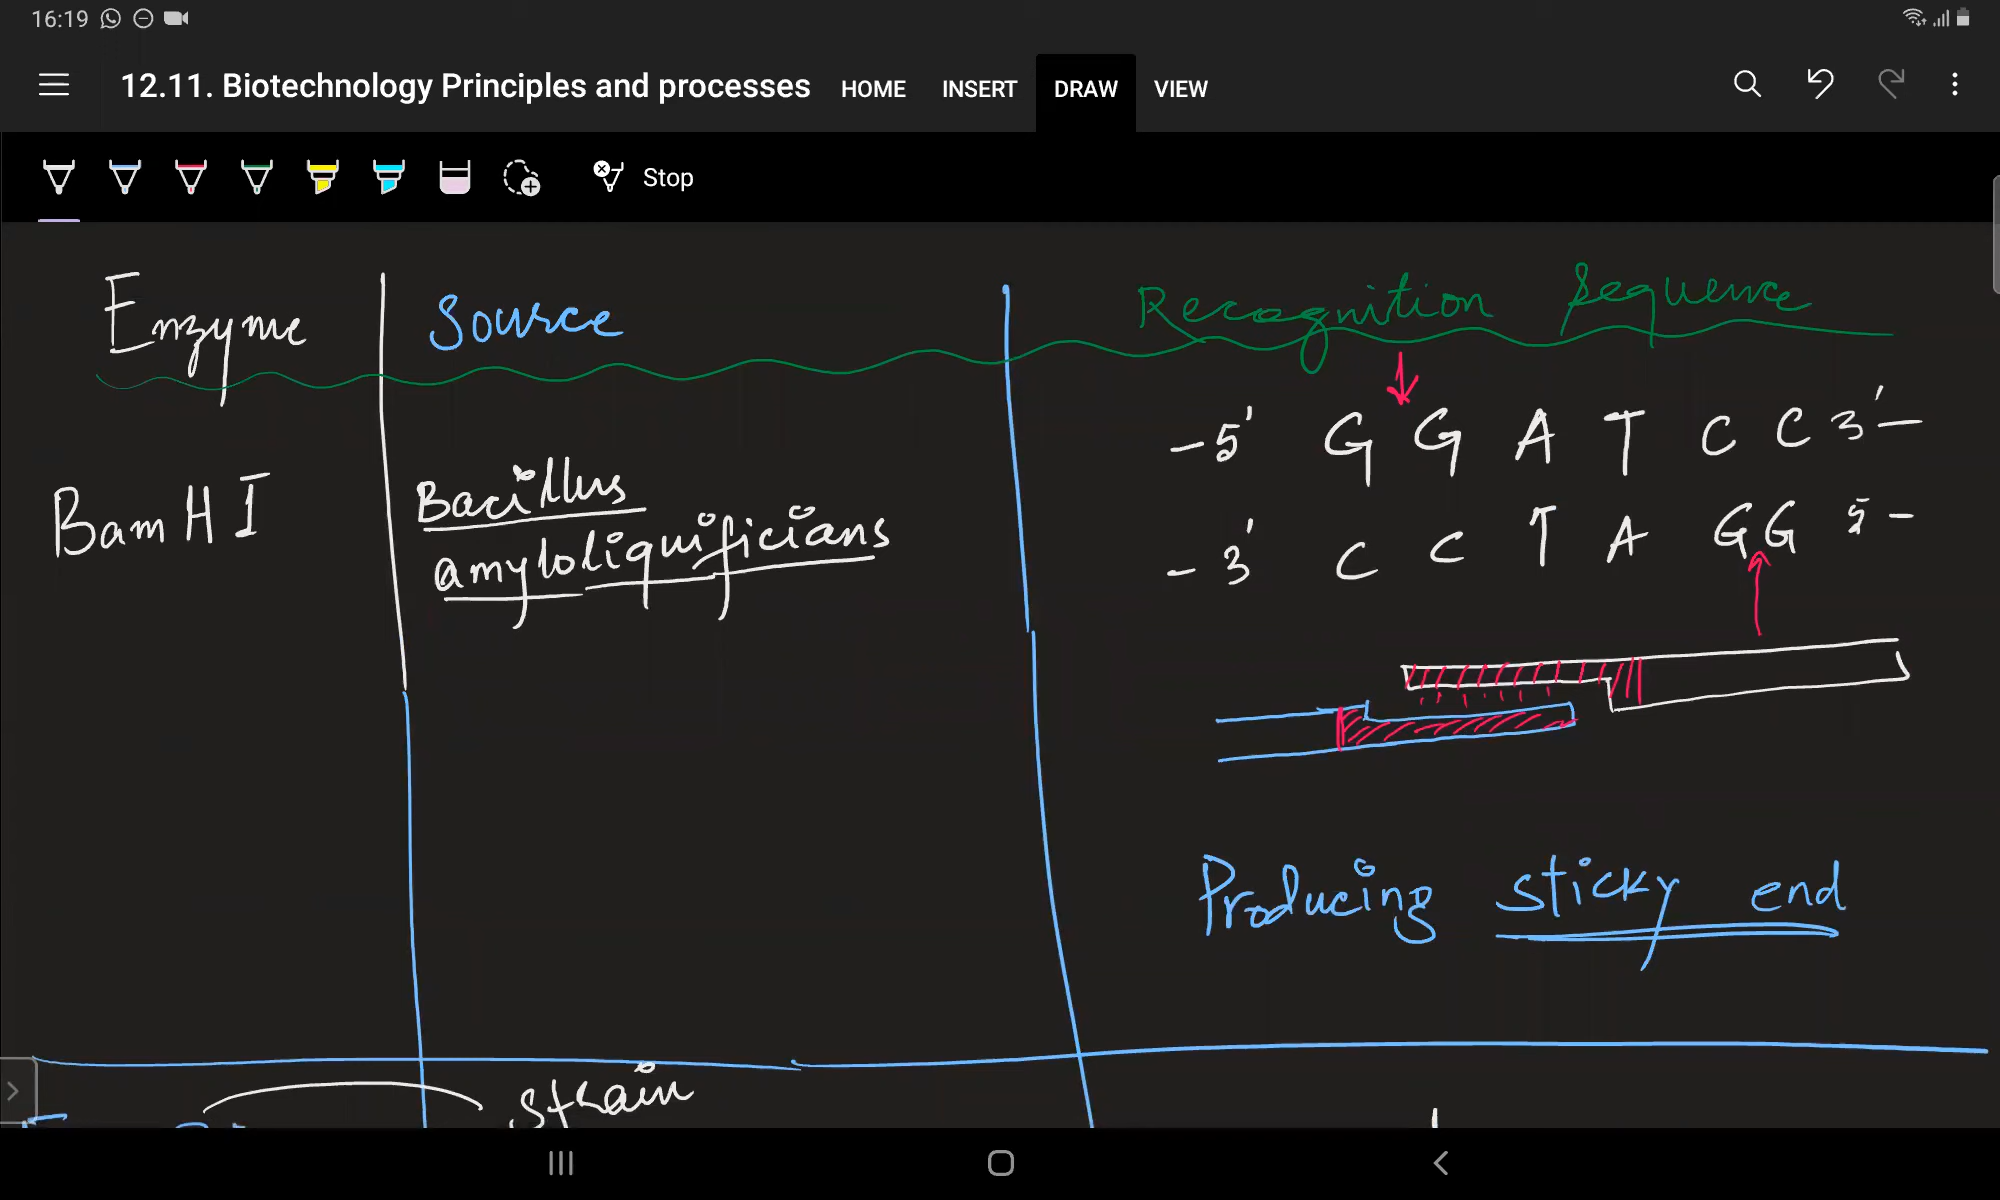 16:19
12.11. Biotechnology Principles and processes HOME INSERT DRAW VIEW
Stop
Enzyme Source Recognition Sequence
BamHI Bacillus amyloliquificians
-5' G G A T C C 3'-
-3' C C T A G G 5-
Producing sticky end
strain